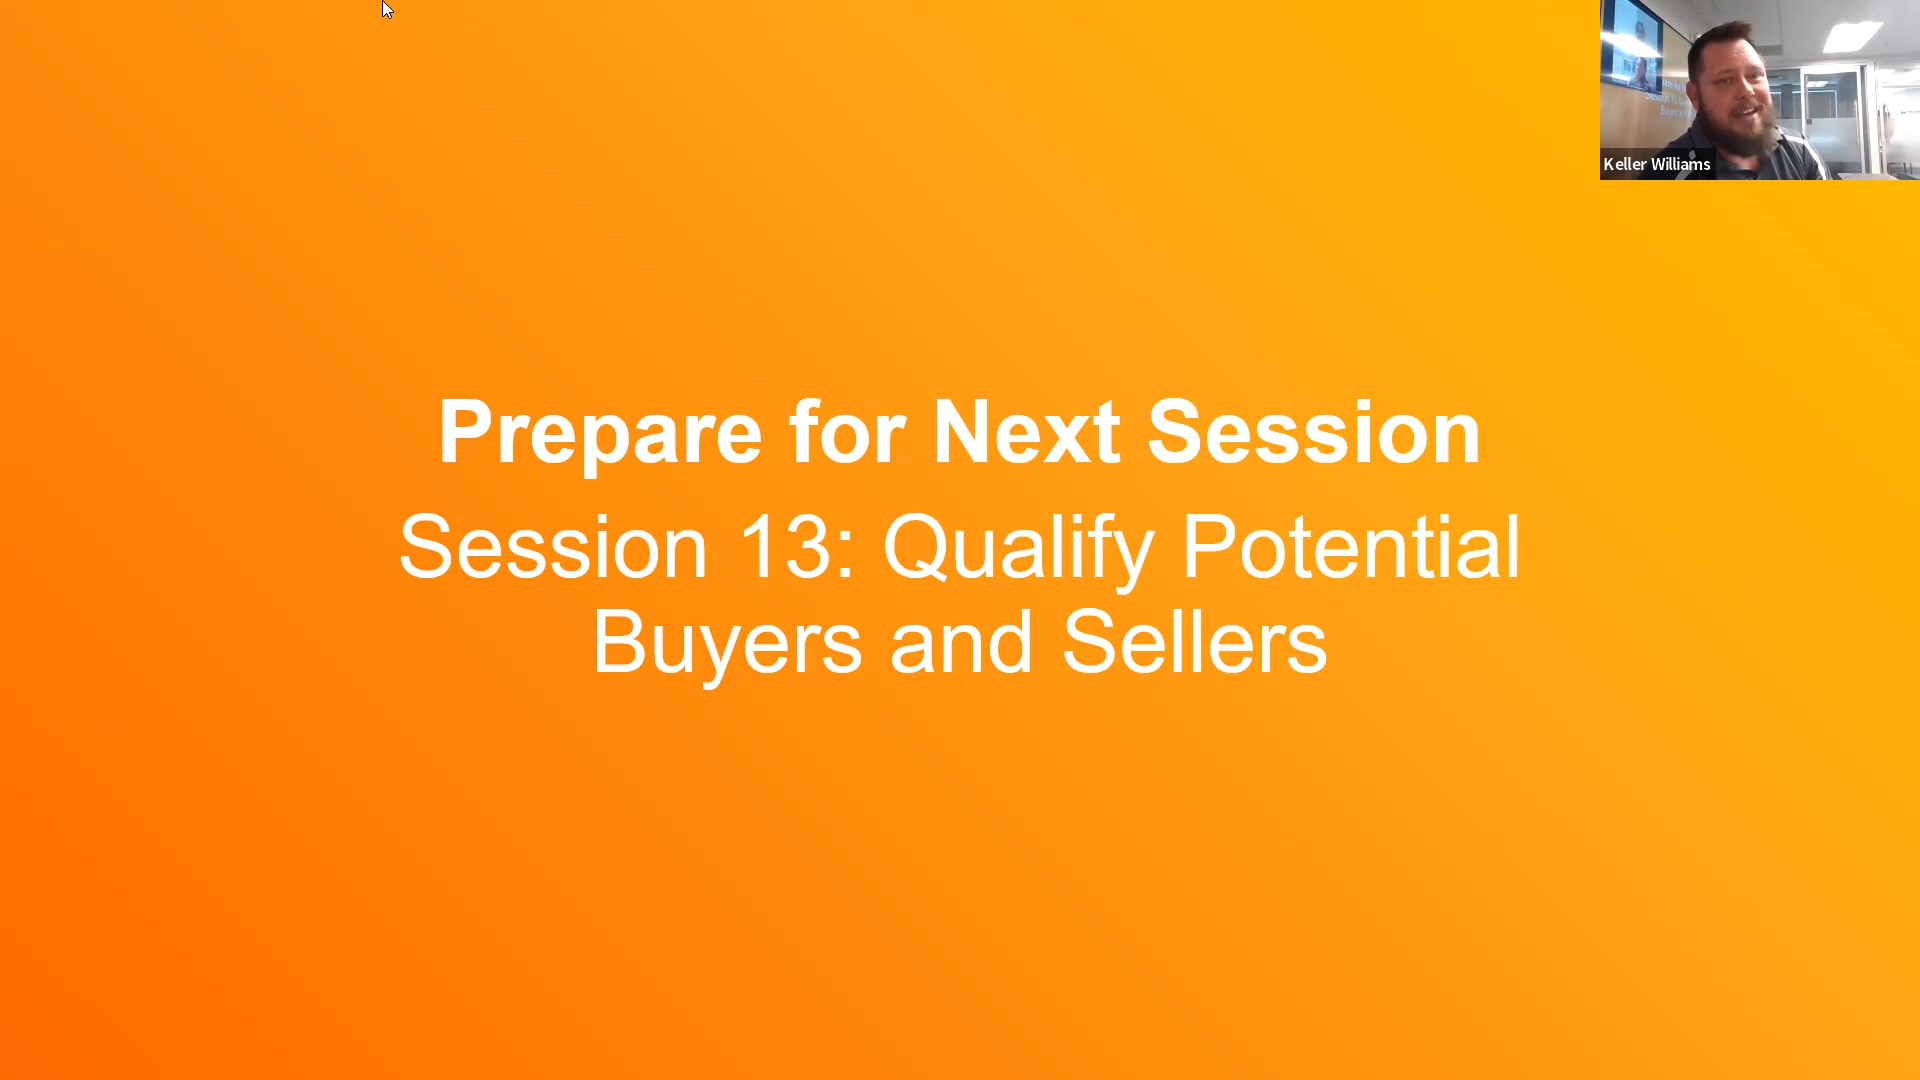 Prepare for Next Session
Session 13: Qualify Potential
Buyers and Sellers
Keller Williams